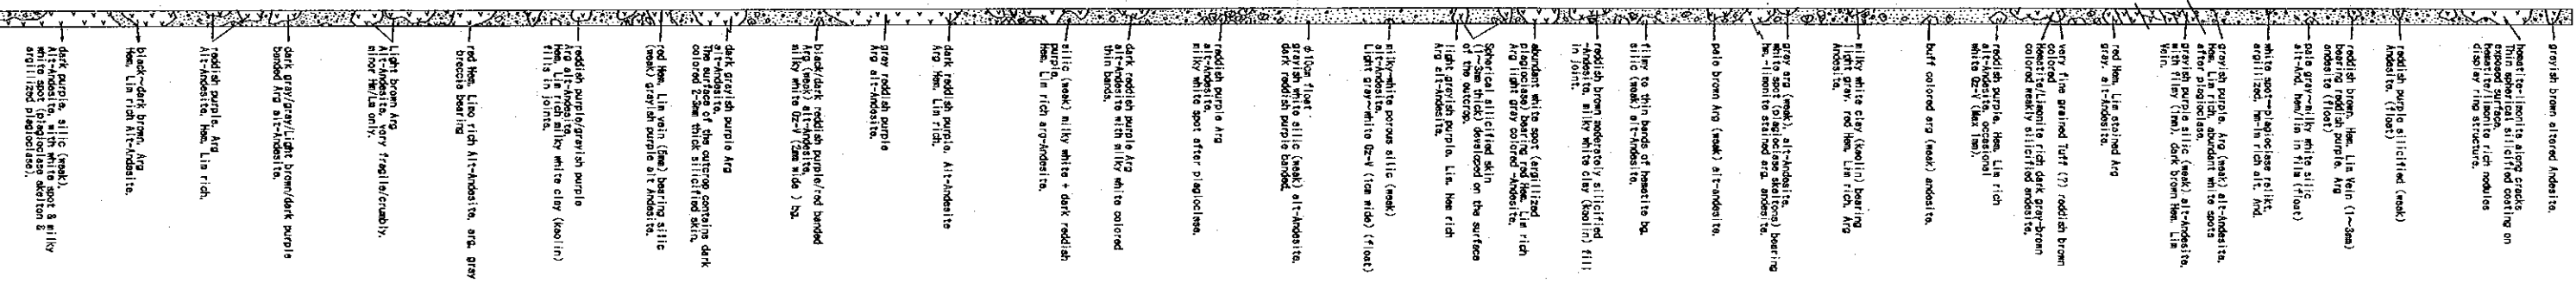 dark purple, silic (weak),
Alt-Andesite, with white spot & milky
white spot (plagioclase skelton &
argillized plagioclase).
black~dark brown, Arg
Hem, Lim rich Alt-Andesite.
reddish purple, Arg
Alt-Andesite, Hem, Lim rich.
dark gray/gray/Light brown/dark purple
banded Arg alt-Andesite.
Light brown Arg
Alt-Andesite, very fragile/crumbly.
minor Hm/Lm only.
red Hem, Limo rich Alt-Andesite, arg, gray
breccia bearing
reddish purple/grayish purple
Arg alt-Andesite,
Hem, Lim rich milky white clay (kaolin)
fills in joints.
red Hem, Lim vein (5mm) bearing silic
(weak) grayish purple alt Andesite.
dark grayish purple Arg
alt-Andesite.
The surface of the outcrop contains dark
colored 2-3mm thick silicified skin.
black/dark reddish purple/red banded
Arg (weak) alt-Andesite,
milky white Qz-V (2mm wide ) bg.
gray reddish purple
Arg alt-Andesite.
dark reddish purple, Alt-Andesite
Arg, Hem, Lim rich.
silic (weak) milky white + dark reddish
purple,
Hem, Lim rich arg-Andesite.
dark reddish purple Arg
alt-Andesite with milky white colored
thin bands.
reddish purple Arg
alt-Andesite,
milky white spot after plagioclase.
φ10cm float
grayish white silic (weak) alt-Andesite,
dark reddish purple banded.
milky-white porous silic (weak)
alt-Andesite,
Light gray~white Qz-V (1cm wide) (float)
light grayish purple, Lim, Hem rich
Arg alt-Andesite.
Spherical silicified skin
(1~3mm thick) developed on the surface
of the outcrop.
abundant white spot (argillized
plagioclase) bearing red Hem, Lim rich
Arg light gray colored -Andesite.
reddish brown moderately silicified
-Andesite, milky white clay (kaolin) fill
in joint.
filmy to thin bands of hematite bg
silic (weak) alt-Andesite.
pale brown Arg (weak) alt-andesite.
gray arg (weak), alt-Andesite,
white spot (plagioclase skeltons) bearing
hm-limonite stained arg, andesite.
milky white clay (kaolin) bearing
light gray, red Hem, Lim rich, Arg
Andesite.
buff colored arg (weak) andesite.
reddish purple, Hem, Lim rich
alt-andesite, occasional
white Qz-V (Max 1mm).
very fine grained Tuff (?) reddish brown
colored
Hematite/Limonite rich dark gray-brown
colored weakly silicified andesite.
red Hem, Lim stained Arg
gray, alt-Andesite.
grayish purple silic (weak) alt-Andesite,
with filmy (1mm), dark brown Hem, Lim
Vein.
grayish purple, Arg (weak) alt-Andesite,
Hem, Lim rich, abundant white spots
after plagioclase.
white spot→plagioclase relikt,
argillized, hm-lm rich alt. And.
pale gray~milky white silic
alt-And, hem/lim in film (float)
reddish brown, Hem, Lim Vein (1~3mm)
bearing reddish purple, Arg
andesite (float)
reddish purple silicified (weak)
Andesite, (float)
hematite-limonite along cracks
Thin spherical silicified coating on
exposed surface,
hematite/limonite rich nodules
display ring structure.
grayish brown altered Andesite.